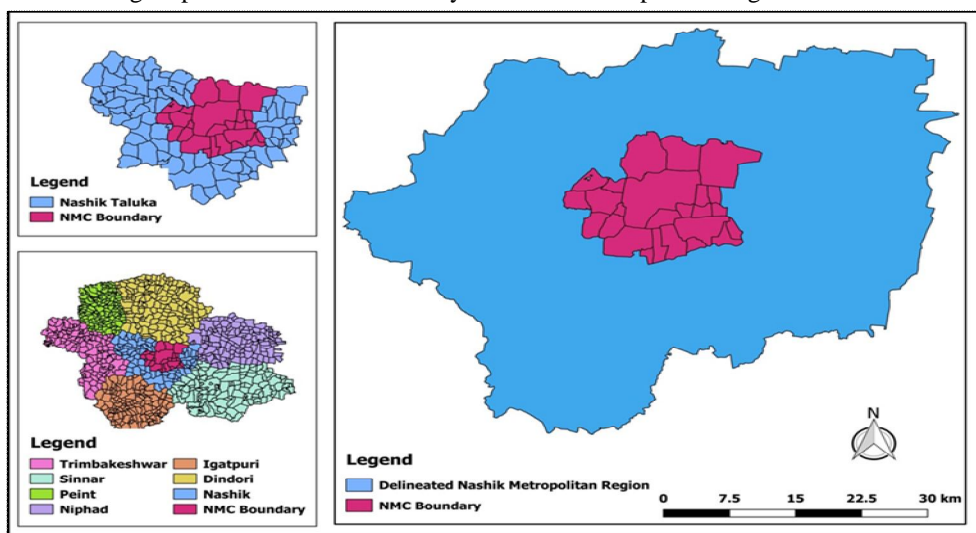 Legend
Nashik Taluka
NMC Boundary
Legend
Trimbakeshwar Igatpuri
Sinnar Dindori
Peint Nashik
Niphad NMC Boundary
N
Legend
Delineated Nashik Metropolitan Region
NMC Boundary
0 7.5 15 22.5 30 km